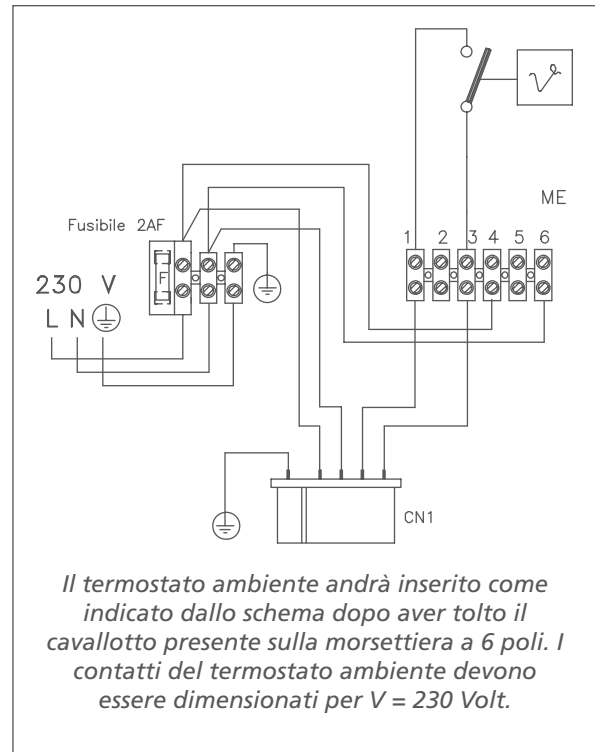 ME
Fusibile 2AF
1 2 3 4 5 6
F
230 V
L N
CN1
Il termostato ambiente andrà inserito come
indicato dallo schema dopo aver tolto il
cavallotto presente sulla morsettiera a 6 poli. I
contatti del termostato ambiente devono
essere dimensionati per V = 230 Volt.